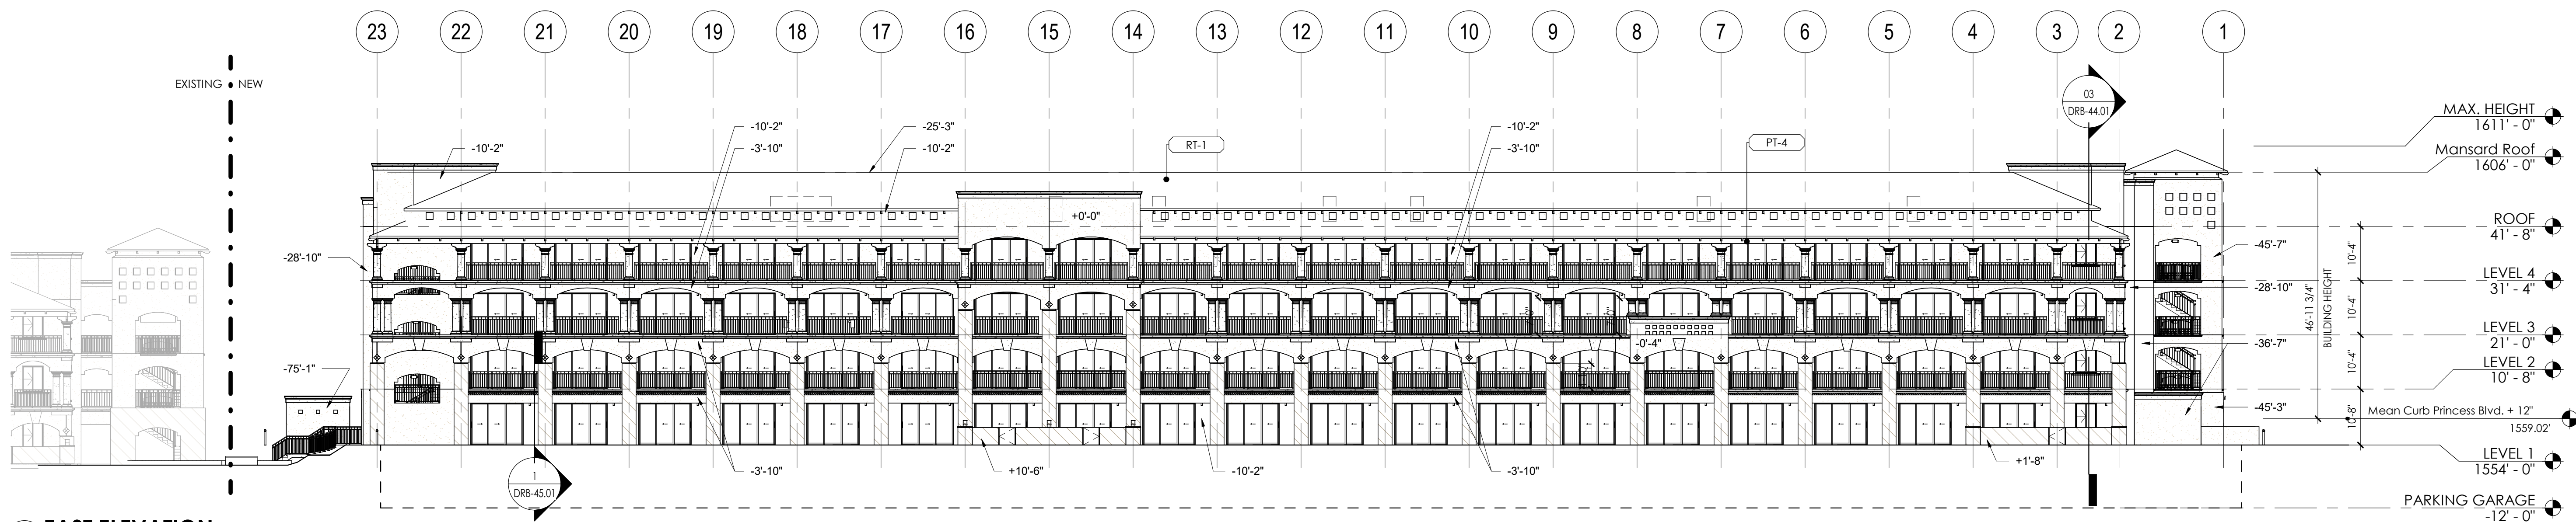 23 22 21 20 19 18 17 16 15 14 13 12 11 10 9 8 7 6 5 4 3 2 1
EXISTING NEW
03
DRB-44.01
MAX. HEIGHT
1611' - 0"
-10'-2" -25'-3" -10'-2"
RT-1 PT-4
-10'-2" -3'-10" -10'-2" -3'-10"
Mansard Roof
1606' - 0"
+0'-0"
ROOF
41' - 8"
-28'-10" -45'-7"
10'-4"
LEVEL 4
31' - 4"
-28'-10"
46'-11 3/4"
BUILDING HEIGHT
10'-4"
LEVEL 3
21' - 0"
-0'-4" -36'-7"
10'-4"
LEVEL 2
10' - 8"
-75'-1"
-45'-3"
10'-8"
Mean Curb Princess Blvd. + 12"
1559.02'
-3'-10" +10'-6" -10'-2" -3'-10" +1'-8"
LEVEL 1
1554' - 0"
1
DRB-45.01
PARKING GARAGE
-12' - 0"
EAST ELEVATION